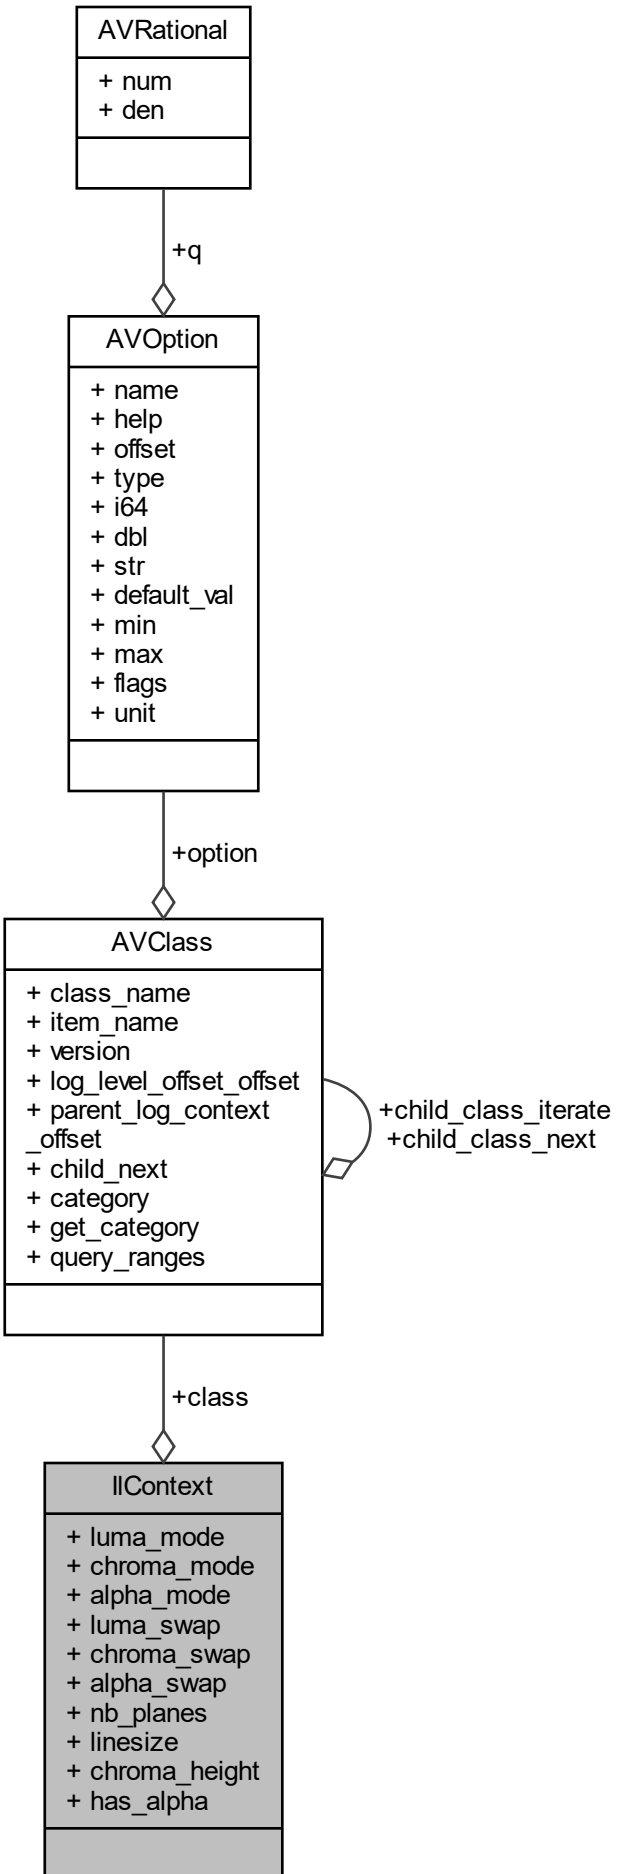 AVRational
+ num
+ den
+q
AVOption
+ name
+ help
+ offset
+ type
+ i64
+ dbl
+ str
+ default_val
+ min
+ max
+ flags
+ unit
+option
AVClass
+ class_name
+ item_name
+ version
+ log_level_offset_offset
+ parent_log_context
_offset
+ child_next
+ category
+ get_category
+ query_ranges
+child_class_iterate
+child_class_next
+class
IlContext
+ luma_mode
+ chroma_mode
+ alpha_mode
+ luma_swap
+ chroma_swap
+ alpha_swap
+ nb_planes
+ linesize
+ chroma_height
+ has_alpha